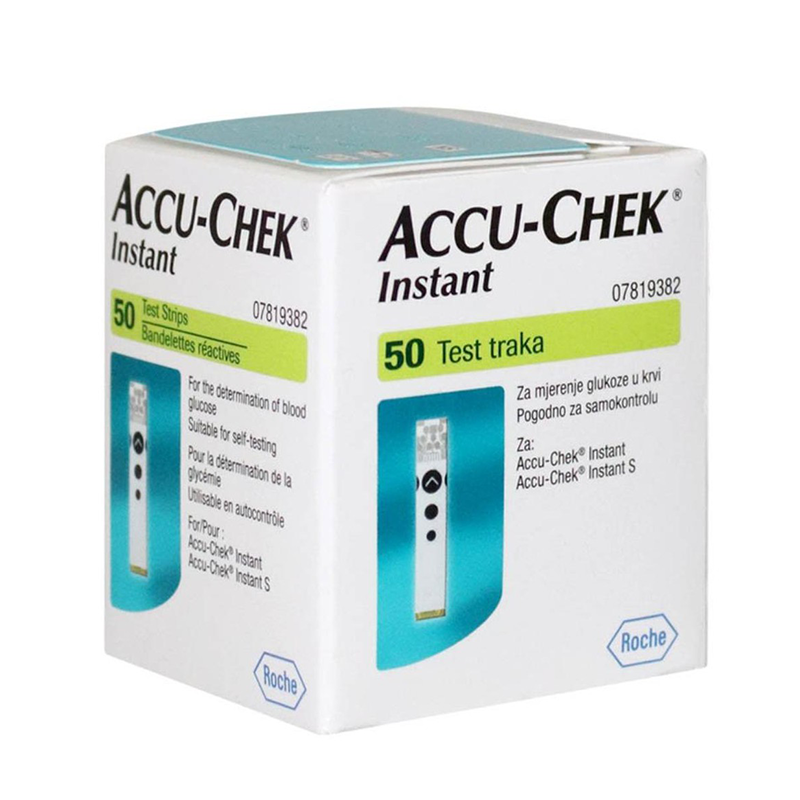 ACCU-CHEK®
Instant
07819382
50 Test Strips
Bandelettes réactives
For the determination of blood
glucose
Suitable for self-testing
Pour la détermination de la
glycémie
Utilisable en autocontrôle
For/Pour :
Accu-Chek® Instant
Accu-Chek® Instant S
Roche
ACCU-CHEK®
Instant
07819382
50 Test traka
Za mjerenje glukoze u krvi
Pogodno za samokontrolu
Za:
Accu-Chek® Instant
Accu-Chek® Instant S
Roche